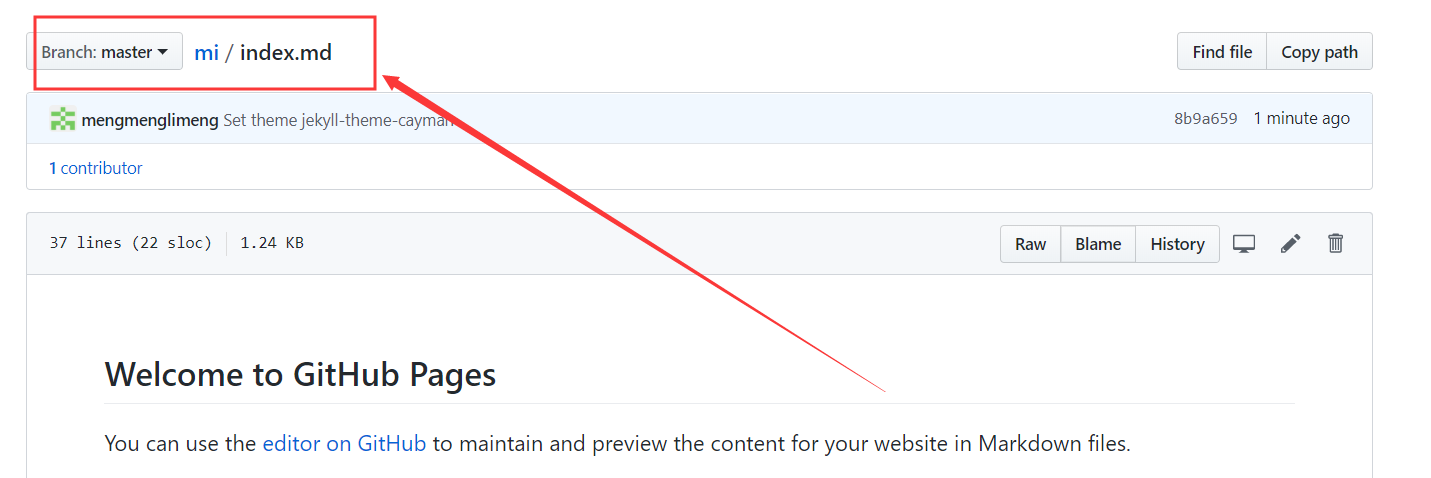 Branch: master mi / index.md Find file Copy path
mengmenglimeng Set theme jekyll-theme-cayman 8b9a659 1 minute ago
1 contributor
37 lines (22 sloc) 1.24 KB Raw Blame History
Welcome to GitHub Pages
You can use the editor on GitHub to maintain and preview the content for your website in Markdown files.